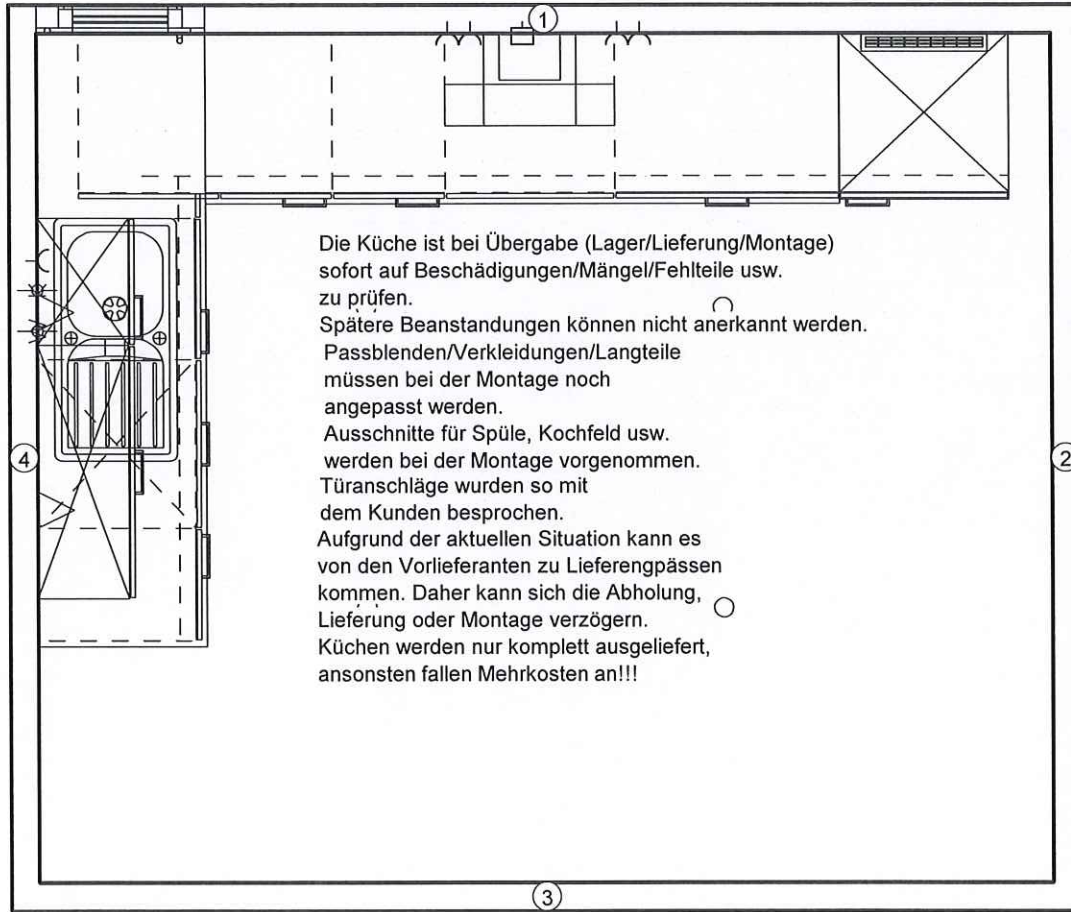 1
Die Küche ist bei Übergabe (Lager/Lieferung/Montage)
sofort auf Beschädigungen/Mängel/Fehlteile usw.
zu prüfen.
Spätere Beanstandungen können nicht anerkannt werden.
Passblenden/Verkleidungen/Langteile
müssen bei der Montage noch
angepasst werden.
Ausschnitte für Spüle, Kochfeld usw.
werden bei der Montage vorgenommen.
4
2
Türanschläge wurden so mit
dem Kunden besprochen.
Aufgrund der aktuellen Situation kann es
von den Vorlieferanten zu Lieferengpässen
kommen. Daher kann sich die Abholung,
Lieferung oder Montage verzögern.
Küchen werden nur komplett ausgeliefert,
ansonsten fallen Mehrkosten an!!!
3